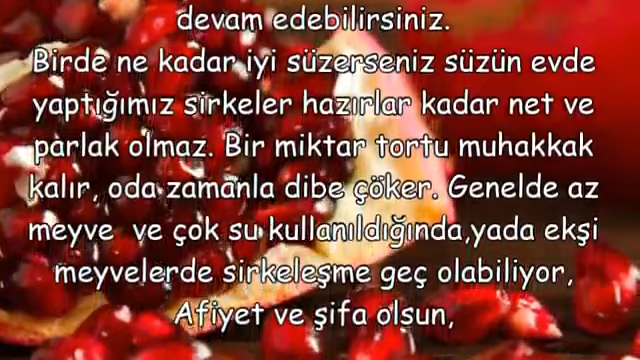 devam edebilirsiniz.
Birde ne kadar iyi süzerseniz süzün evde
yaptığımız sirkeler hazırlar kadar net ve
parlak olmaz. Bir miktar tortu muhakkak
kalır, oda zamanla dibe çöker. Genelde az
meyve ve çok su kullanıldığında,yada ekşi
meyvelerde sirkeleşme geç olabiliyor,
Afiyet ve şifa olsun,